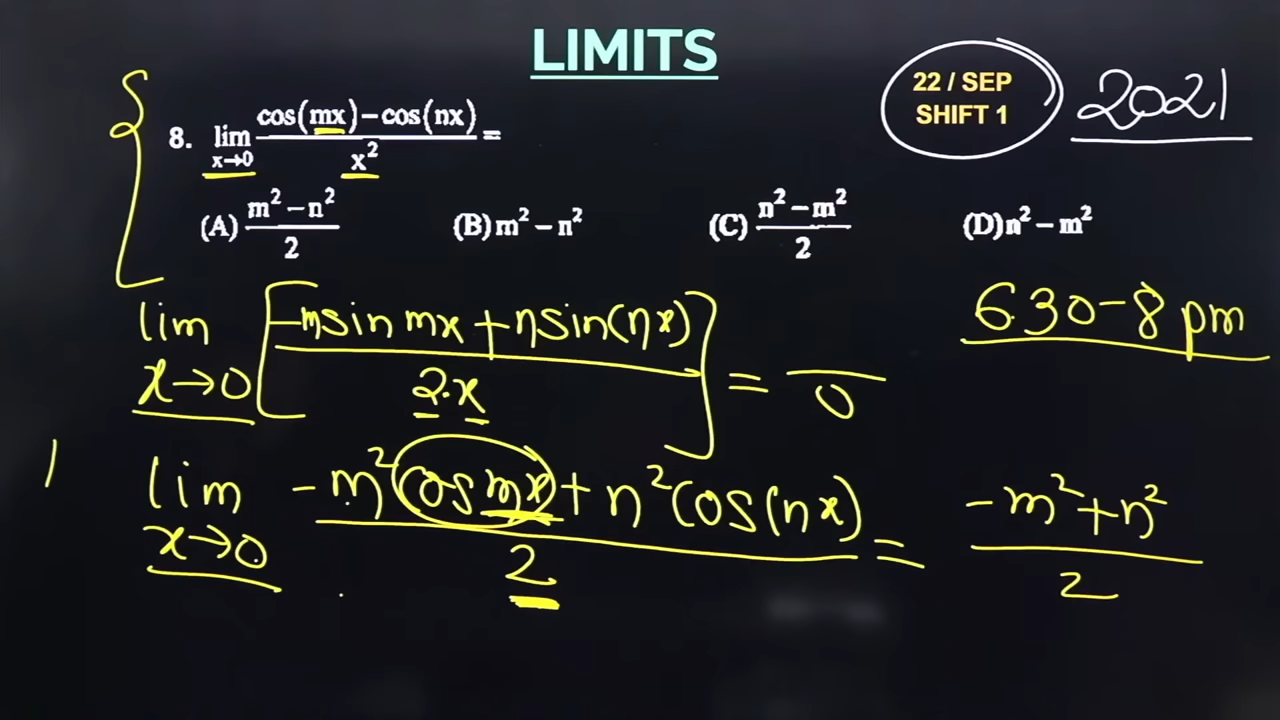 LIMITS
22 / SEP
SHIFT 1
2021
8. lim x→0 (cos(mx) − cos(nx)) / x² =
(A) (m² − n²) / 2 (B) m² − n² (C) (n² − m²) / 2 (D) n² − m²
6.30 – 8 pm
lim x→0 [(−m sin mx + n sin(nx)) / 2·x] = / 0
lim x→0 (−m² cos mx + n² cos(nx)) / 2 = (−m² + n²) / 2